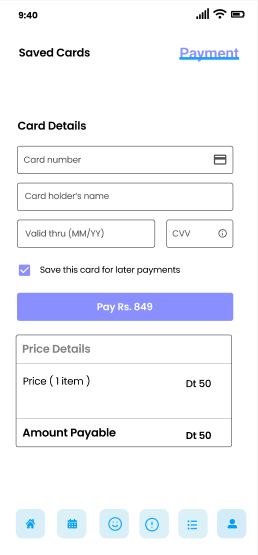 9:40
Saved Cards Payment
Card Details
Card number
Card holder's name
Valid thru (MM/YY) CVV
Save this card for later payments
Pay Rs. 849
Price Details
Price ( 1 item ) Dt 50
Amount Payable Dt 50